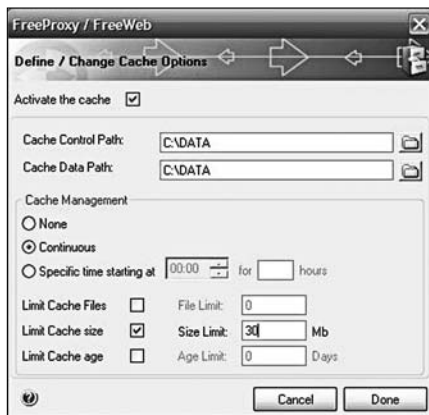 FreeProxy / FreeWeb
Define / Change Cache Options
Activate the cache
Cache Control Path: C:\DATA
Cache Data Path: C:\DATA
Cache Management
None
Continuous
Specific time starting at 00:00 for hours
Limit Cache Files File Limit: 0
Limit Cache size Size Limit: 30 Mb
Limit Cache age Age Limit: 0 Days
Cancel Done